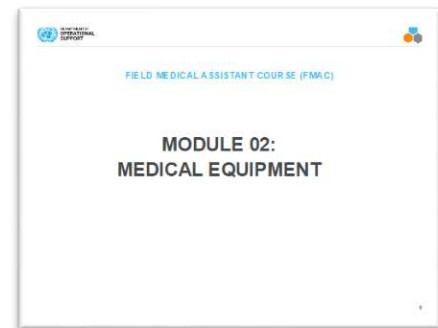 DEPARTMENT OF
OPERATIONAL
SUPPORT
FIELD MEDICAL ASSISTANT COURSE (FMAC)
MODULE 02:
MEDICAL EQUIPMENT